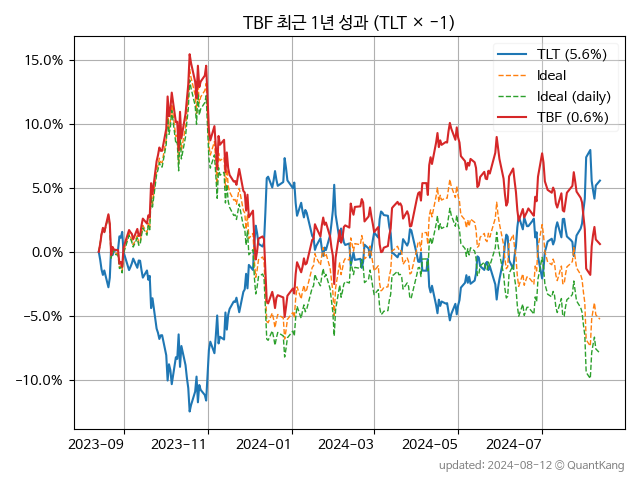 TBF 최근 1년 성과 (TLT × −1)
TLT (5.6%)
Ideal
Ideal (daily)
TBF (0.6%)
15.0%
10.0%
5.0%
0.0%
−5.0%
−10.0%
2023-09 2023-11 2024-01 2024-03 2024-05 2024-07
updated: 2024-08-12 © QuantKang